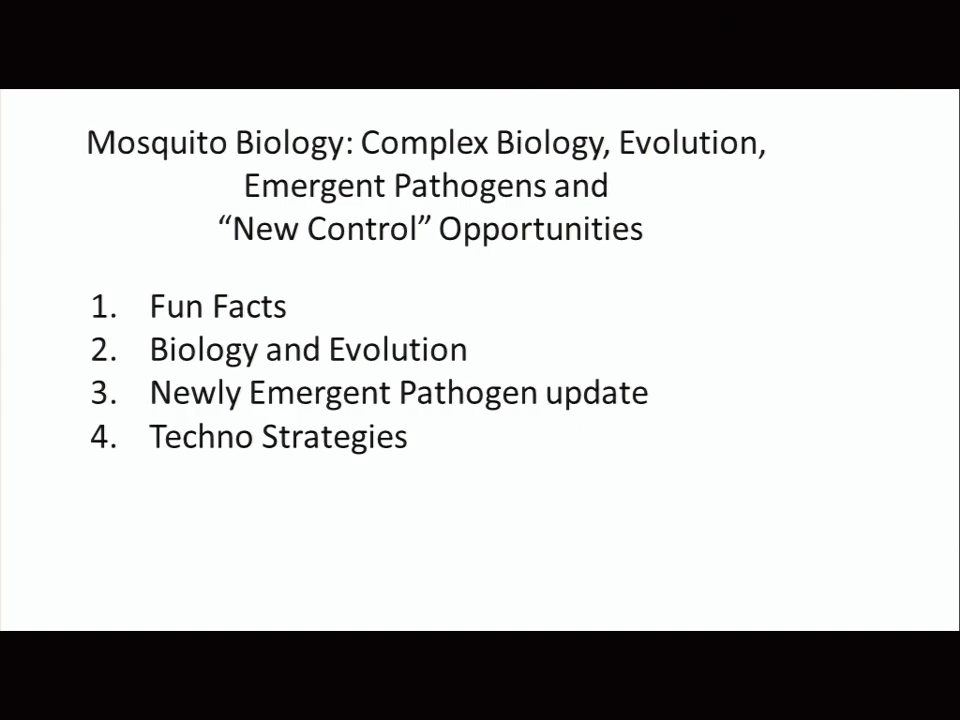 Mosquito Biology: Complex Biology, Evolution,
Emergent Pathogens and
“New Control” Opportunities
1. Fun Facts
2. Biology and Evolution
3. Newly Emergent Pathogen update
4. Techno Strategies